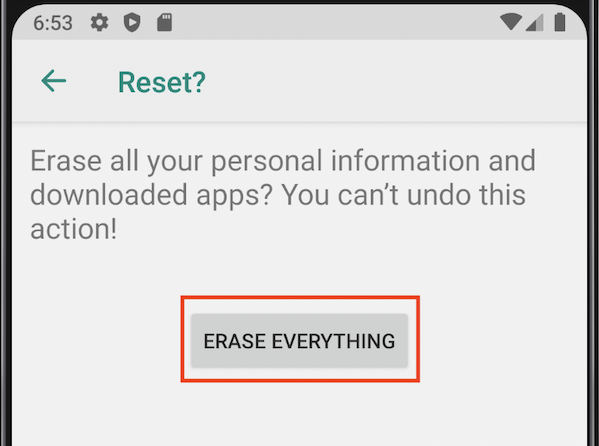 6:53
Reset?
Erase all your personal information and
downloaded apps? You can’t undo this
action!
ERASE EVERYTHING